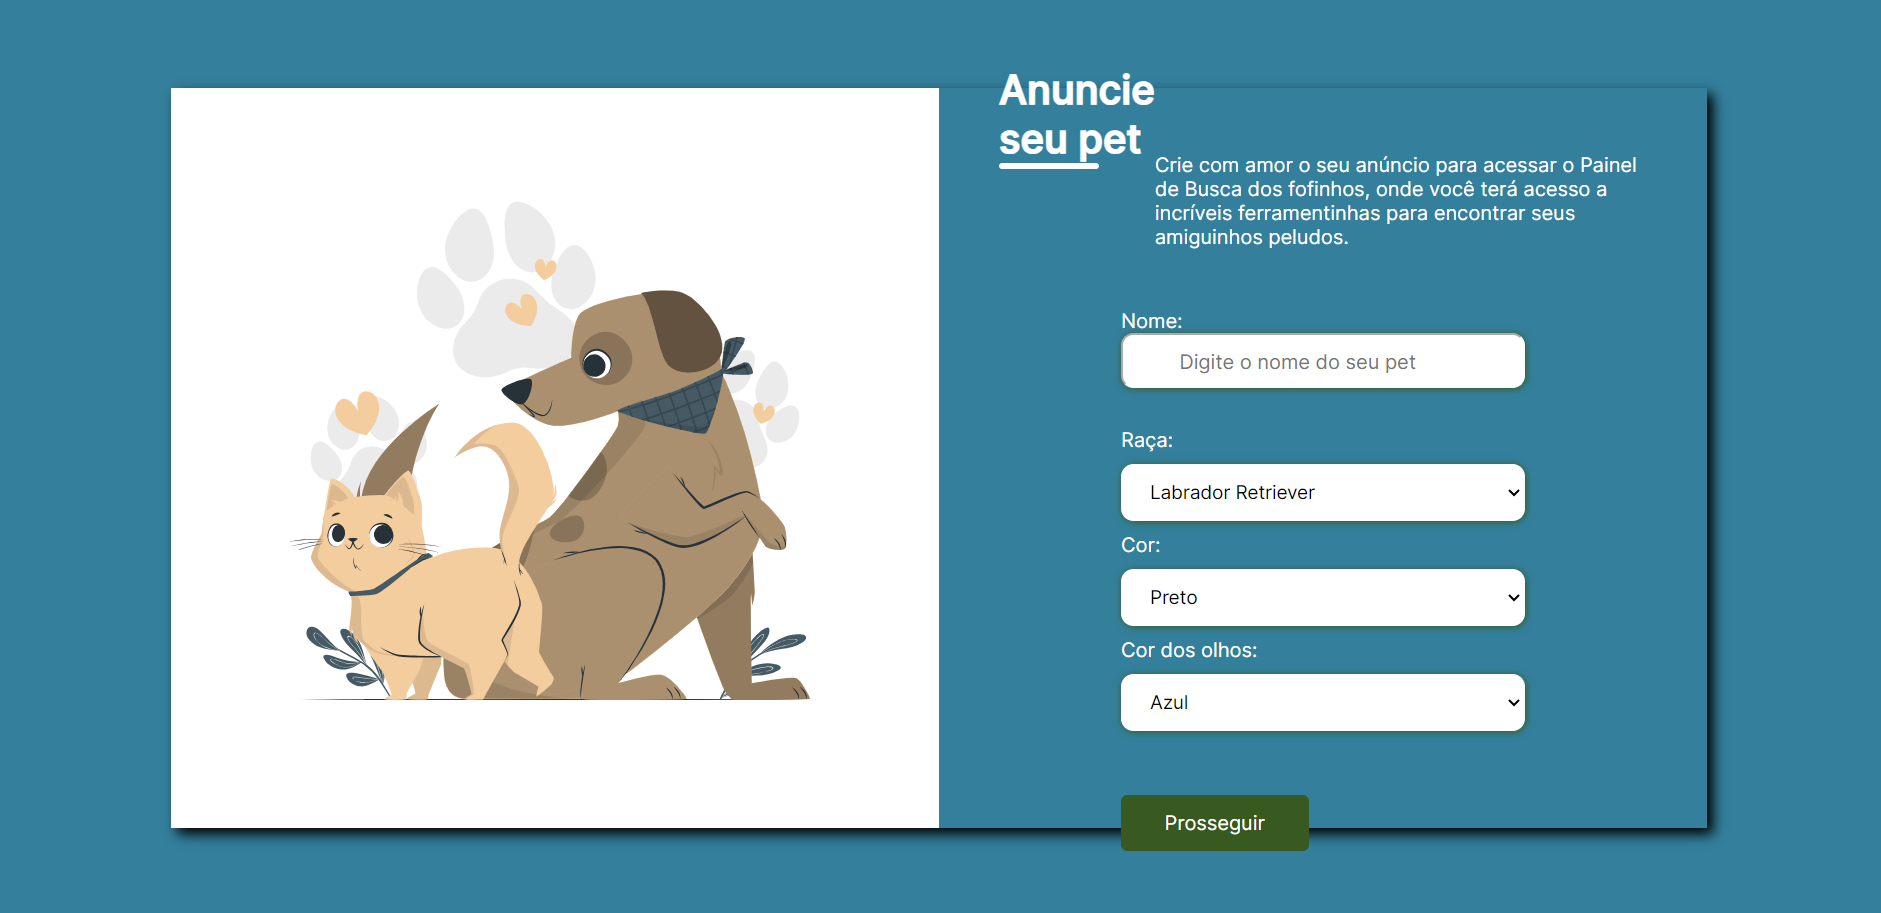 Anuncie
seu pet
Crie com amor o seu anúncio para acessar o Painel
de Busca dos fofinhos, onde você terá acesso a
incríveis ferramentinhas para encontrar seus
amiguinhos peludos.
Nome:
Digite o nome do seu pet
Raça:
Labrador Retriever
Cor:
Preto
Cor dos olhos:
Azul
Prosseguir